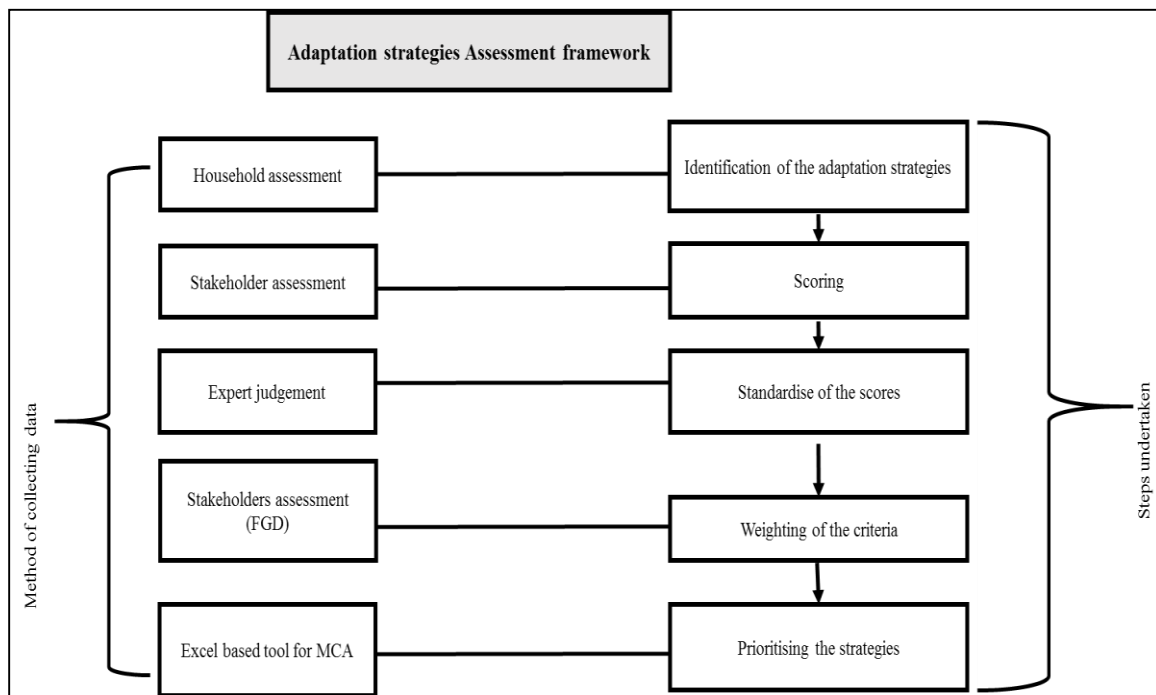 Adaptation strategies Assessment framework
Household assessment
Identification of the adaptation strategies
Stakeholder assessment
Scoring
Expert judgement
Standardise of the scores
Stakeholders assessment
(FGD)
Weighting of the criteria
Excel based tool for MCA
Prioritising the strategies
Method of collecting data
Steps undertaken